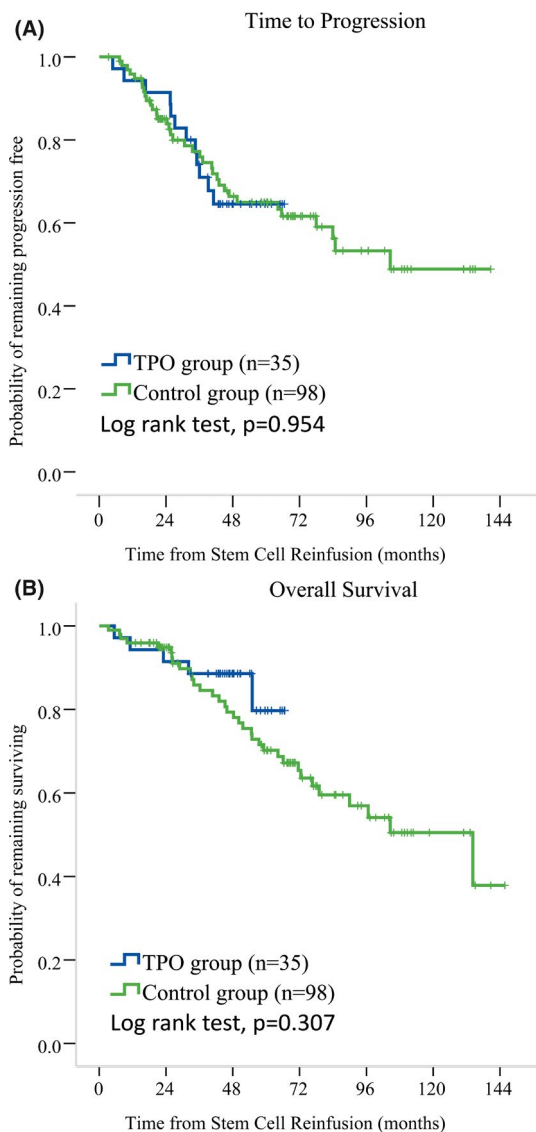 (A)
Time to Progression
Probability of remaining progression free
1.0
0.8
0.6
0.4
0.2
0.0
TPO group (n=35)
Control group (n=98)
Log rank test, p=0.954
0 24 48 72 96 120 144
Time from Stem Cell Reinfusion (months)
(B)
Overall Survival
Probability of remaining surviving
1.0
0.8
0.6
0.4
0.2
0.0
TPO group (n=35)
Control group (n=98)
Log rank test, p=0.307
0 24 48 72 96 120 144
Time from Stem Cell Reinfusion (months)